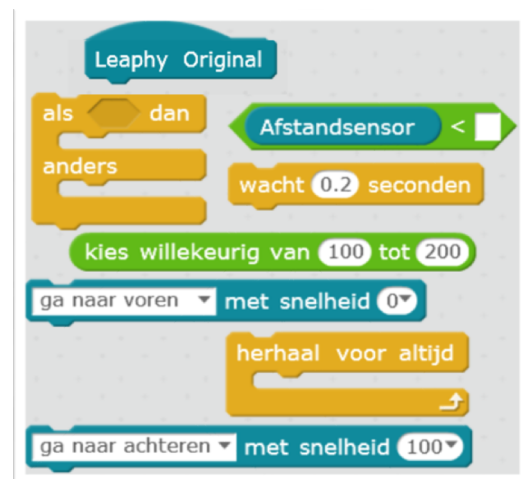 Leaphy Original
als dan
anders
Afstandsensor <
wacht 0.2 seconden
kies willekeurig van 100 tot 200
ga naar voren met snelheid 0
herhaal voor altijd
ga naar achteren met snelheid 100